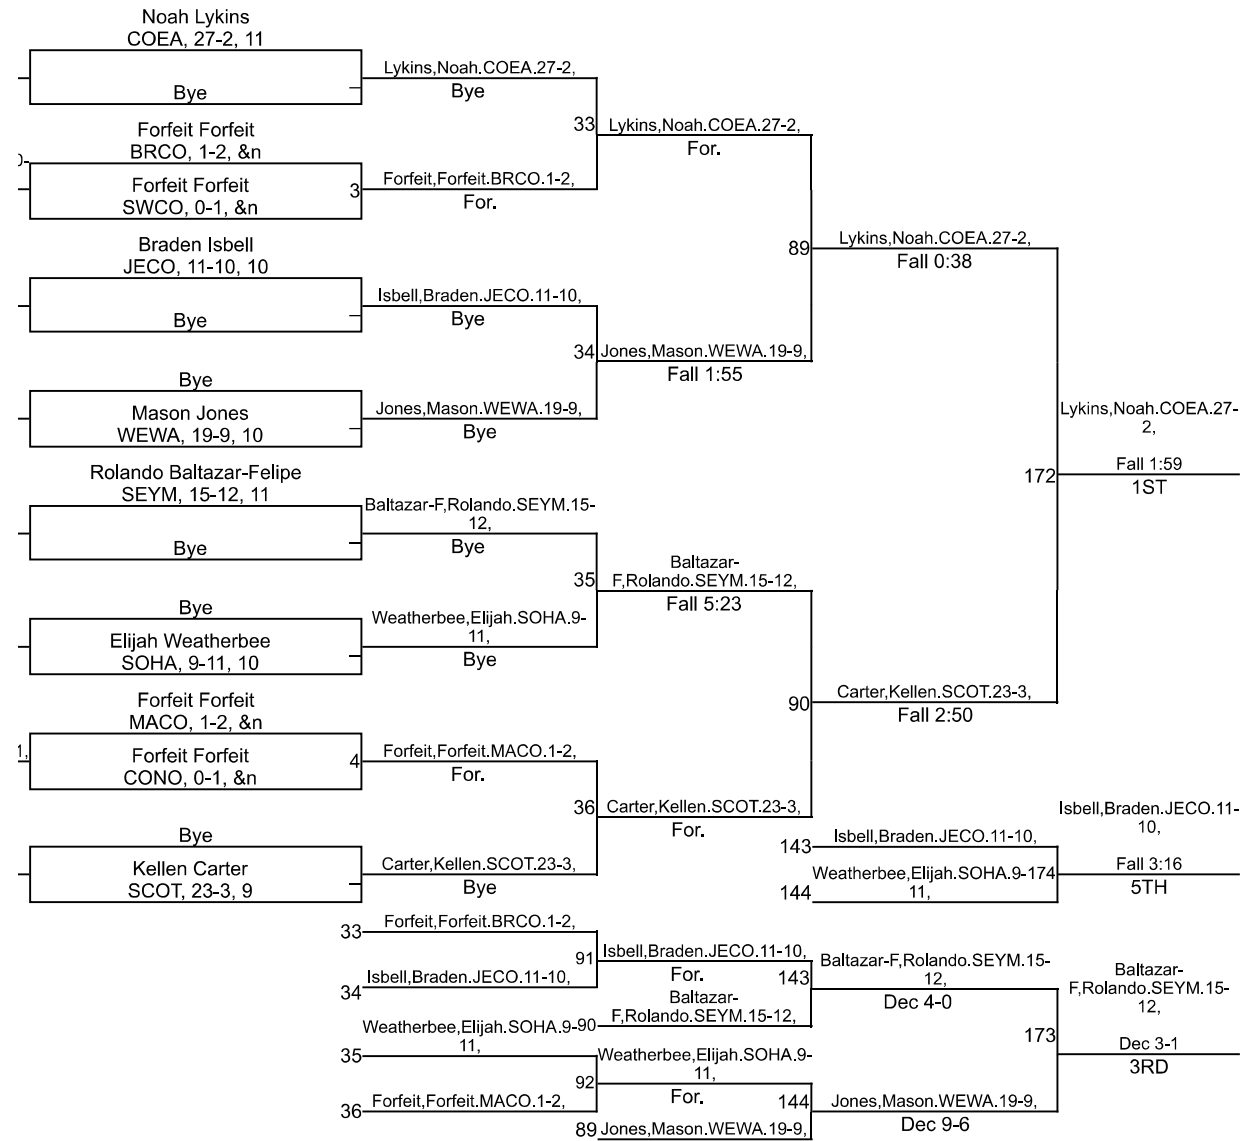 Noah Lykins
COEA, 27-2, 11
Lykins,Noah.COEA.27-2,
Bye
Bye
33
Lykins,Noah.COEA.27-2,
For.
Forfeit Forfeit
BRCO, 1-2, &n
0-
Forfeit Forfeit
SWCO, 0-1, &n
3
Forfeit,Forfeit.BRCO.1-2,
For.
Braden Isbell
JECO, 11-10, 10
89
Lykins,Noah.COEA.27-2,
Fall 0:38
Isbell,Braden.JECO.11-10,
Bye
Bye
34
Jones,Mason.WEWA.19-9,
Fall 1:55
Bye
Mason Jones
WEWA, 19-9, 10
Jones,Mason.WEWA.19-9,
Bye
Lykins,Noah.COEA.27-
2,
172
Fall 1:59
1ST
Rolando Baltazar-Felipe
SEYM, 15-12, 11
Baltazar-F,Rolando.SEYM.15-
12,
Bye
Bye
35
Baltazar-
F,Rolando.SEYM.15-12,
Fall 5:23
Bye
Elijah Weatherbee
SOHA, 9-11, 10
Weatherbee,Elijah.SOHA.9-
11,
Bye
90
Carter,Kellen.SCOT.23-3,
Fall 2:50
Forfeit Forfeit
MACO, 1-2, &n
1,
Forfeit Forfeit
CONO, 0-1, &n
4
Forfeit,Forfeit.MACO.1-2,
For.
36
Carter,Kellen.SCOT.23-3,
For.
Bye
Kellen Carter
SCOT, 23-3, 9
Carter,Kellen.SCOT.23-3,
Bye
143
Isbell,Braden.JECO.11-10,
144
Weatherbee,Elijah.SOHA.9-
11,
174
Isbell,Braden.JECO.11-
10,
Fall 3:16
5TH
33
Forfeit,Forfeit.BRCO.1-2,
34
Isbell,Braden.JECO.11-10,
91
Isbell,Braden.JECO.11-10,
For.
90
Baltazar-
F,Rolando.SEYM.15-12,
143
Baltazar-F,Rolando.SEYM.15-
12,
Dec 4-0
35
Weatherbee,Elijah.SOHA.9-
11,
36
Forfeit,Forfeit.MACO.1-2,
92
Weatherbee,Elijah.SOHA.9-
11,
For.
89
Jones,Mason.WEWA.19-9,
144
Jones,Mason.WEWA.19-9,
Dec 9-6
173
Baltazar-
F,Rolando.SEYM.15-
12,
Dec 3-1
3RD